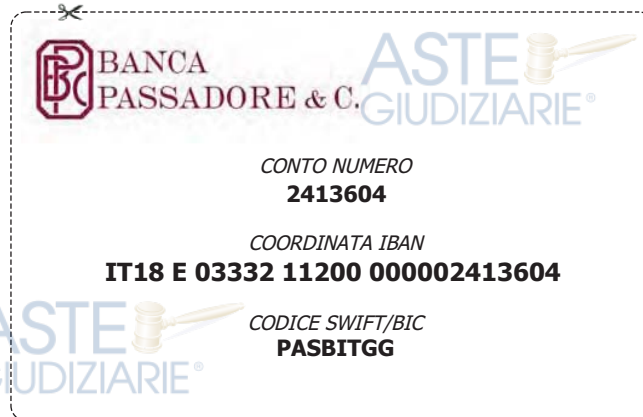 BANCA
PASSADORE & C.
ASTE
GIUDIZIARIE®
CONTO NUMERO
2413604
COORDINATA IBAN
IT18 E 03332 11200 000002413604
CODICE SWIFT/BIC
PASBITGG
ASTE
GIUDIZIARIE®